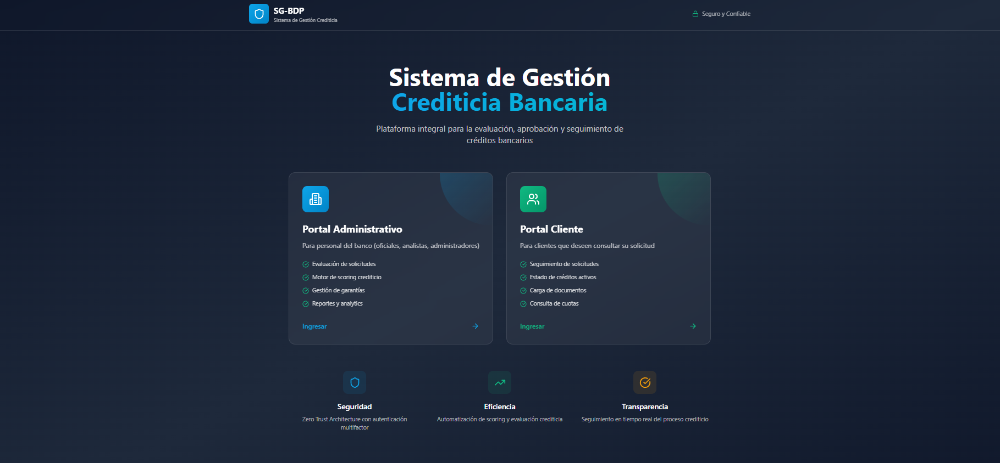 SG-BDP
Sistema de Gestión Crediticia
Seguro y Confiable
Sistema de Gestión
Crediticia Bancaria
Plataforma integral para la evaluación, aprobación y seguimiento de
créditos bancarios
Portal Administrativo
Para personal del banco (oficiales, analistas, administradores)
Evaluación de solicitudes
Motor de scoring crediticio
Gestión de garantías
Reportes y analytics
Ingresar
Portal Cliente
Para clientes que deseen consultar su solicitud
Seguimiento de solicitudes
Estado de créditos activos
Carga de documentos
Consulta de cuotas
Ingresar
Seguridad
Zero Trust Architecture con autenticación
multifactor
Eficiencia
Automatización de scoring y evaluación crediticia
Transparencia
Seguimiento en tiempo real del proceso crediticio